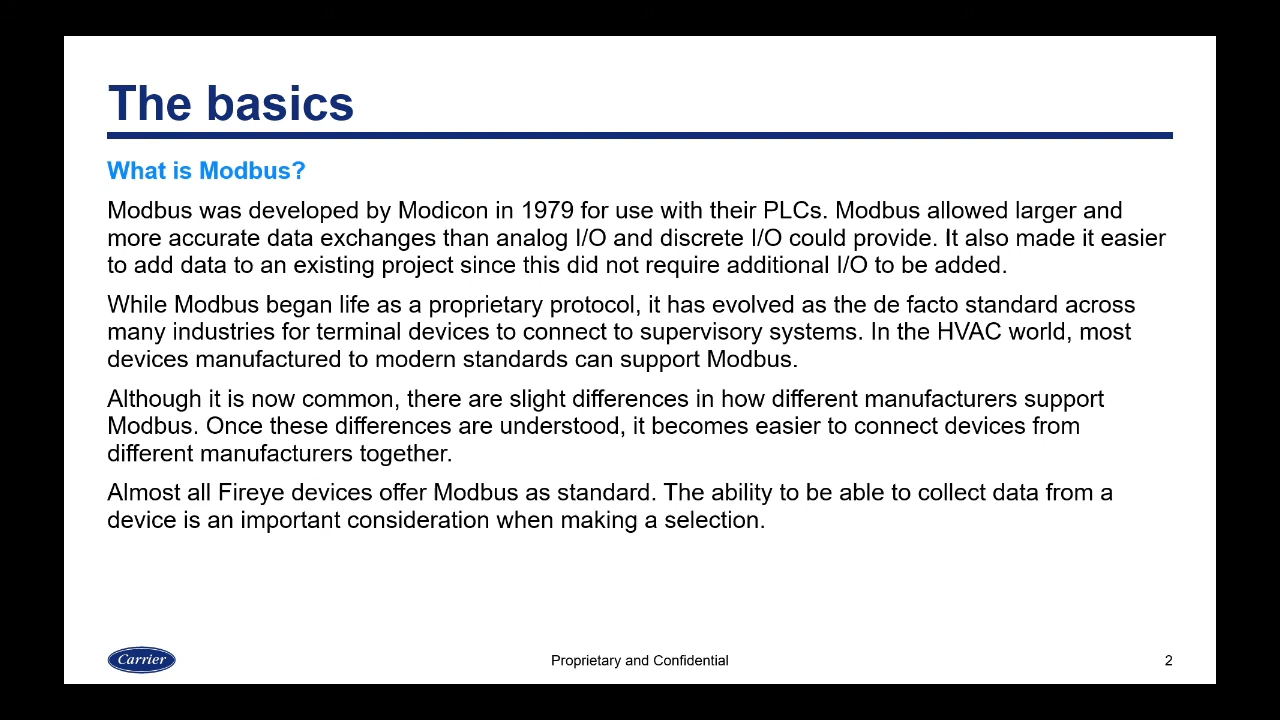 The basics
What is Modbus?
Modbus was developed by Modicon in 1979 for use with their PLCs. Modbus allowed larger and
more accurate data exchanges than analog I/O and discrete I/O could provide. It also made it easier
to add data to an existing project since this did not require additional I/O to be added.
While Modbus began life as a proprietary protocol, it has evolved as the de facto standard across
many industries for terminal devices to connect to supervisory systems. In the HVAC world, most
devices manufactured to modern standards can support Modbus.
Although it is now common, there are slight differences in how different manufacturers support
Modbus. Once these differences are understood, it becomes easier to connect devices from
different manufacturers together.
Almost all Fireye devices offer Modbus as standard. The ability to be able to collect data from a
device is an important consideration when making a selection.
Carrier
Proprietary and Confidential
2